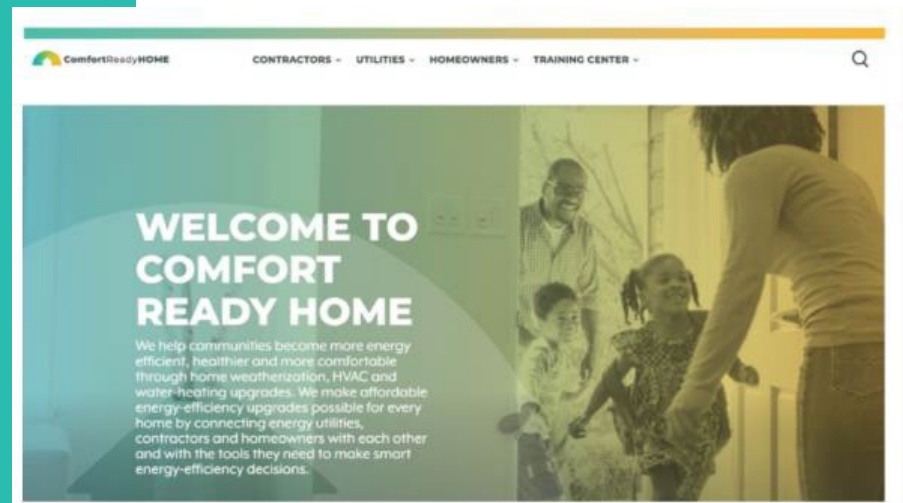 ComfortReadyHOME
CONTRACTORS UTILITIES HOMEOWNERS TRAINING CENTER
WELCOME TO
COMFORT
READY HOME
We help communities become more energy
efficient, healthier and more comfortable
through home weatherization, HVAC and
water-heating upgrades. We make affordable
energy-efficiency upgrades possible for every
home by connecting energy utilities,
contractors and homeowners with each other
and with the tools they need to make smart
energy-efficiency decisions.